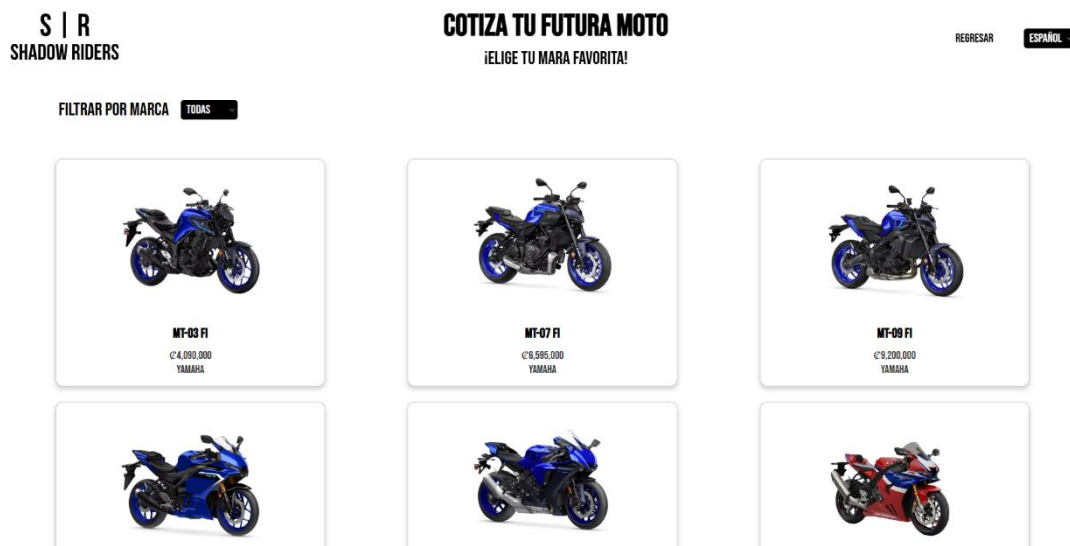 S | R
SHADOW RIDERS
COTIZA TU FUTURA MOTO
¡ELIGE TU MARA FAVORITA!
REGRESAR
ESPAÑOL
FILTRAR POR MARCA TODAS
MT-03 FI
₡4,090,000
YAMAHA
MT-07 FI
₡6,595,000
YAMAHA
MT-09 FI
₡9,200,000
YAMAHA